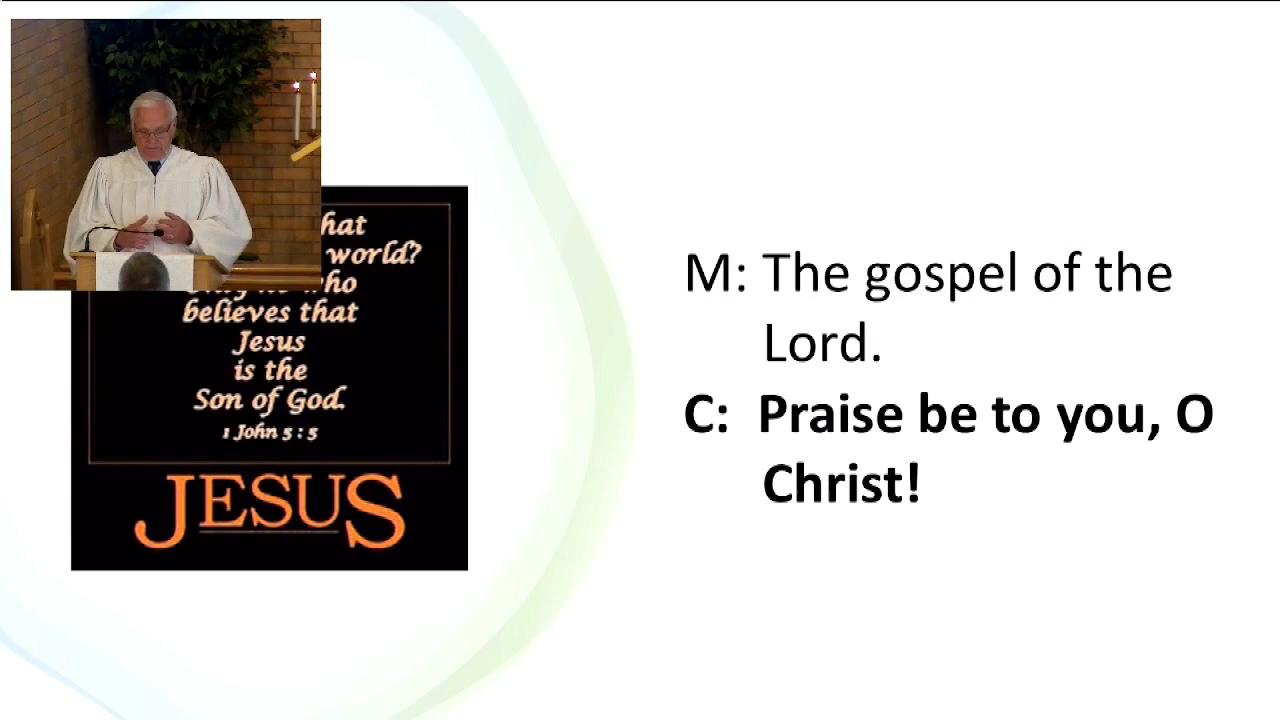 hat
world?
who
believes that
Jesus
is the
Son of God.
1 John 5 : 5
JESUS
M: The gospel of the
Lord.
C: Praise be to you, O
Christ!